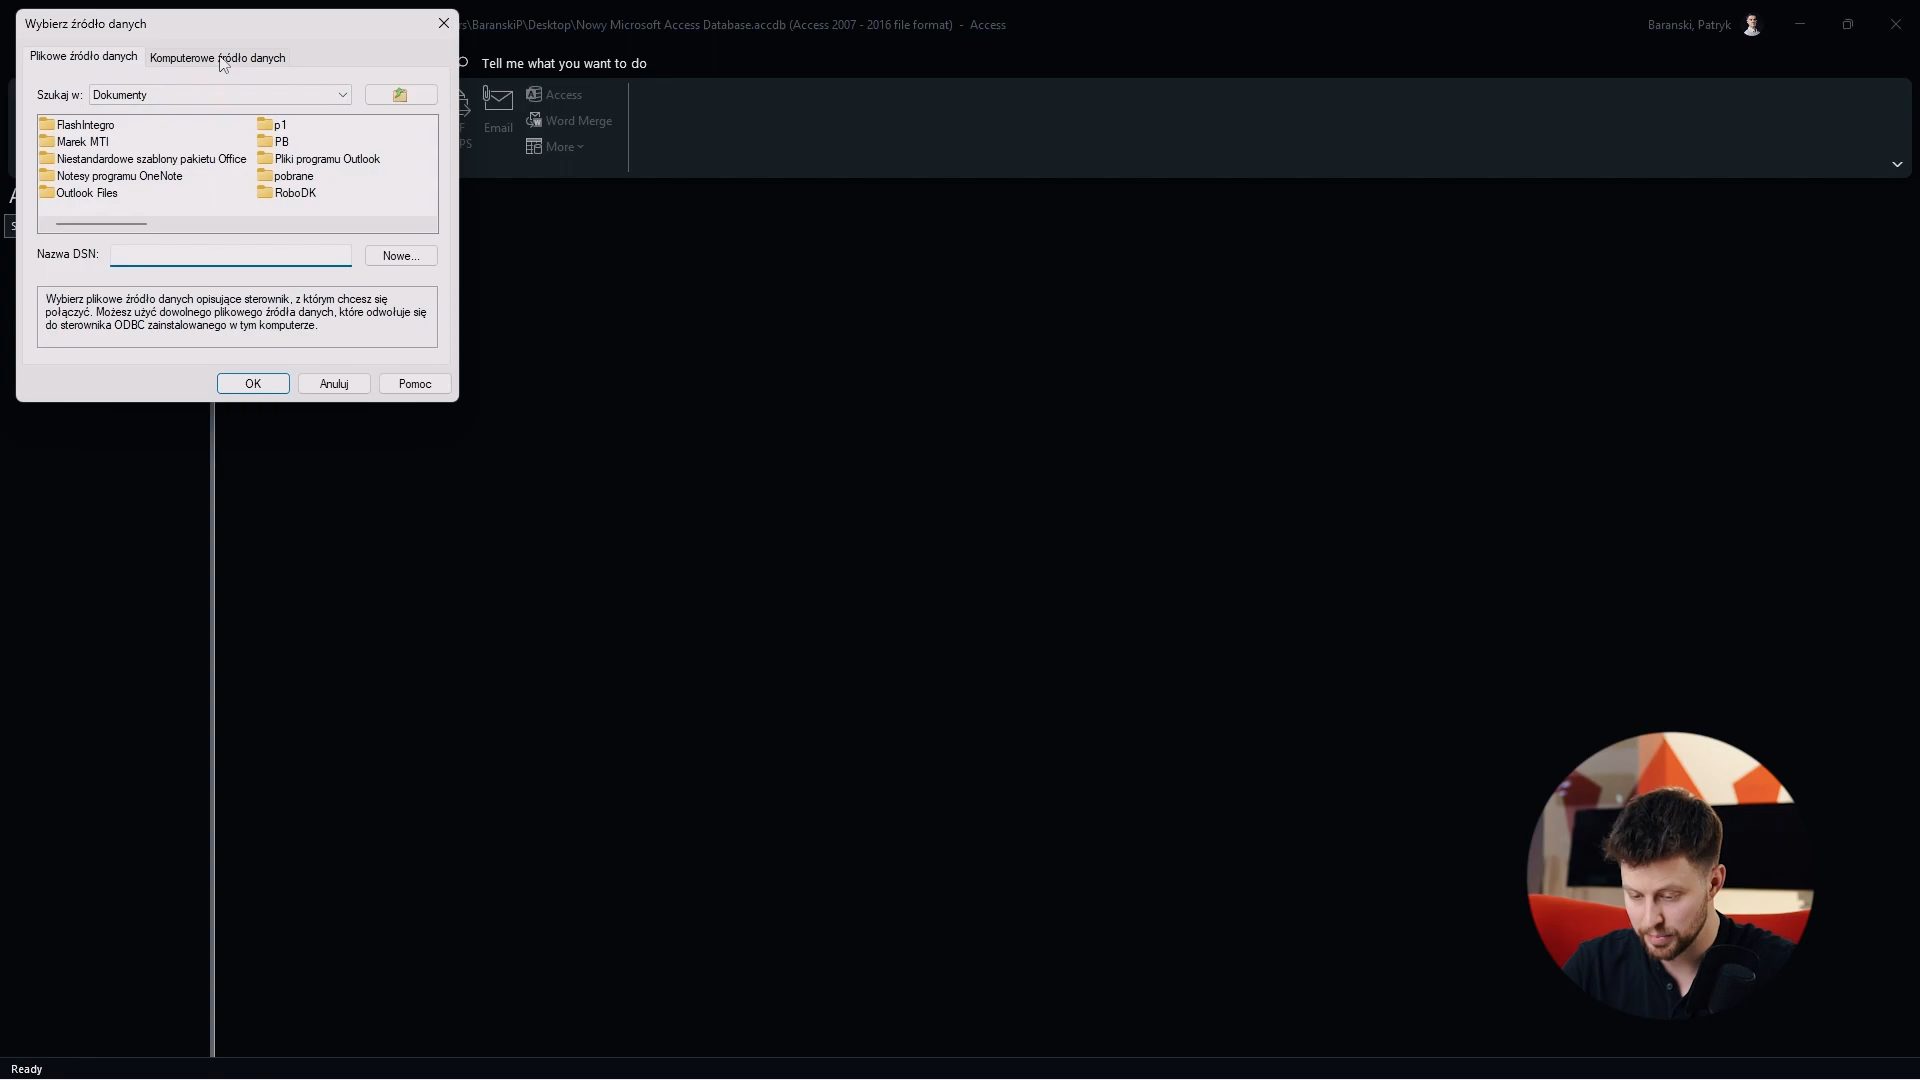 Wybierz źródło danych
rs\BaranskiP\Desktop\Nowy Microsoft Access Database.accdb (Access 2007 - 2016 file format) - Access
Baranski, Patryk
Plikowe źródło danych
Komputerowe źródło danych
Tell me what you want to do
Szukaj w:
Dokumenty
Access
Email
Word Merge
More
FlashIntegro
Marek MTI
Niestandardowe szablony pakietu Office
Notesy programu OneNote
Outlook Files
p1
PB
Pliki programu Outlook
pobrane
RoboDK
Nazwa DSN:
Nowe...
Wybierz plikowe źródło danych opisujące sterownik, z którym chcesz się
połączyć. Możesz użyć dowolnego plikowego źródła danych, które odwołuje się
do sterownika ODBC zainstalowanego w tym komputerze.
OK
Anuluj
Pomoc
Ready